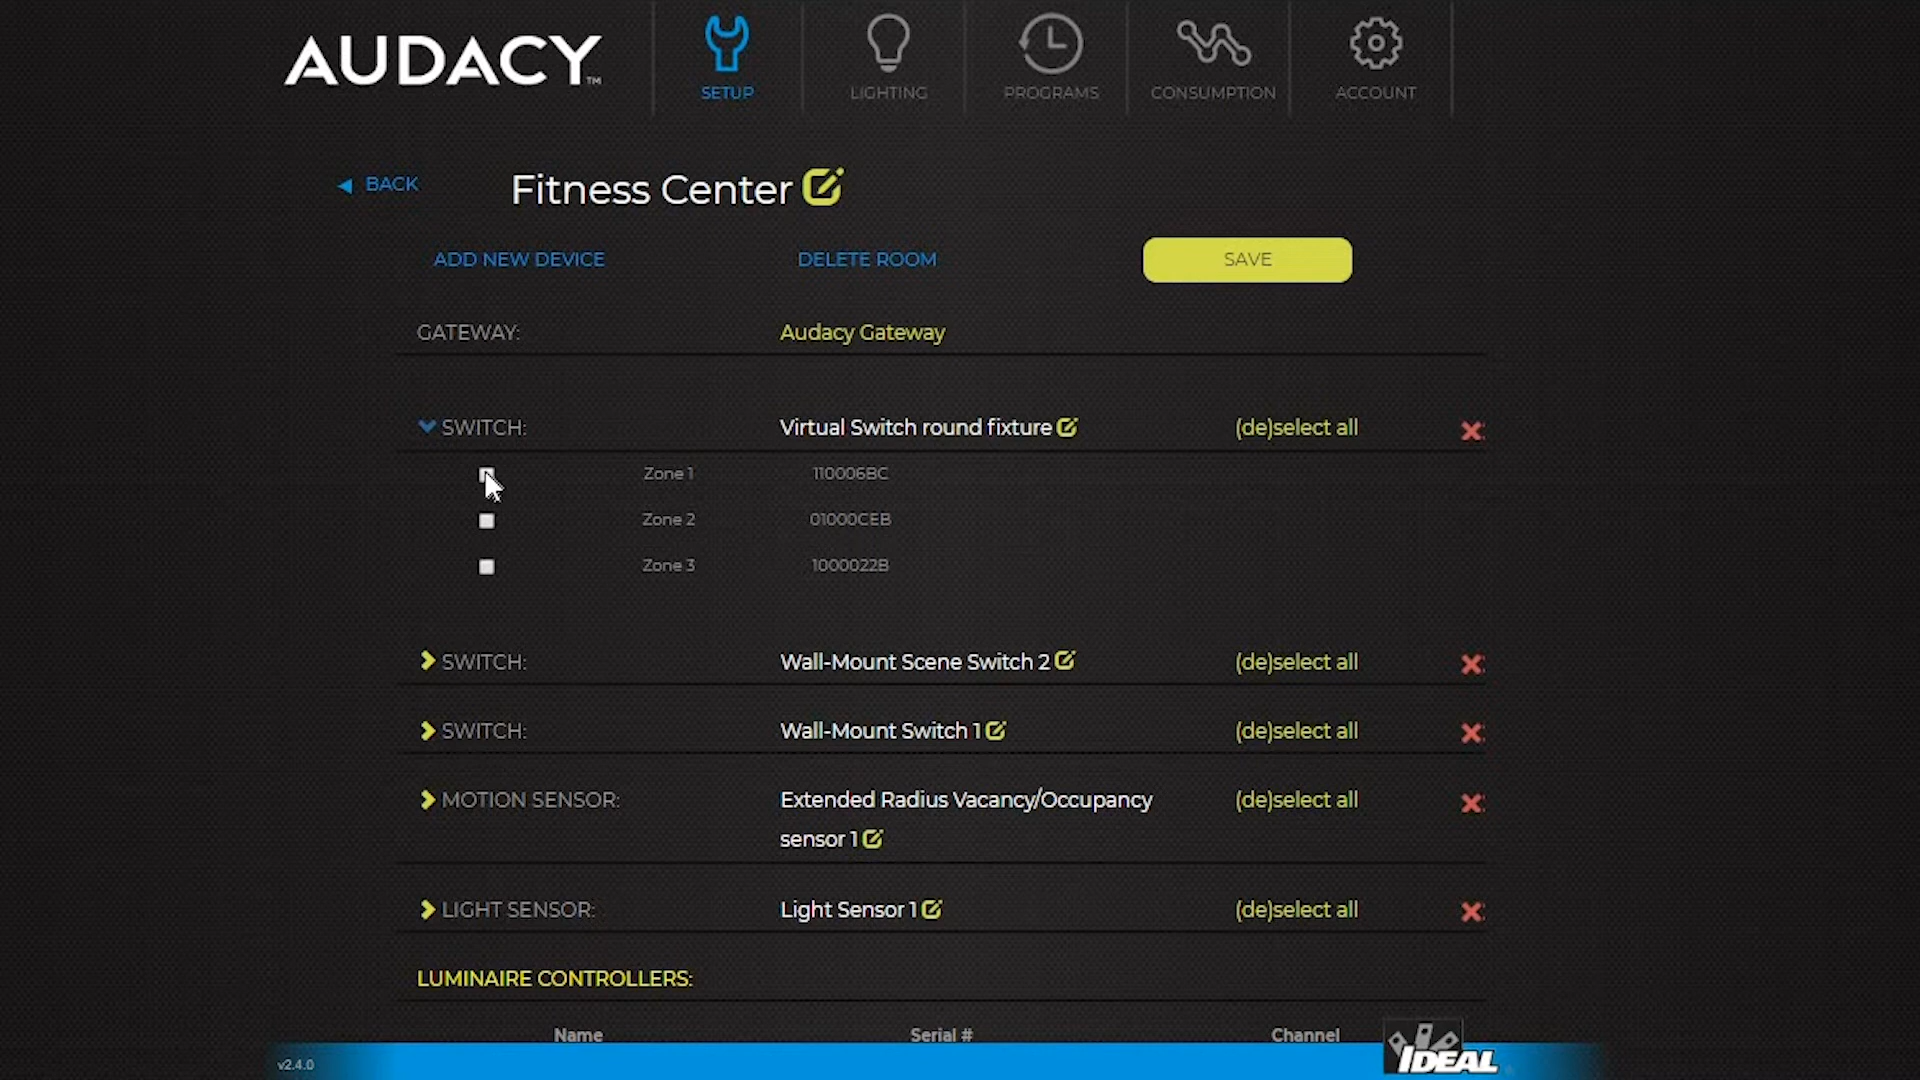 AUDACY™
SETUP
LIGHTING
PROGRAMS
CONSUMPTION
ACCOUNT
BACK
Fitness Center
ADD NEW DEVICE
DELETE ROOM
SAVE
GATEWAY:
Audacy Gateway
SWITCH:
Virtual Switch round fixture
(de)select all
Zone 1
110006BC
Zone 2
01000CEB
Zone 3
1000022B
SWITCH:
Wall-Mount Scene Switch 2
(de)select all
SWITCH:
Wall-Mount Switch 1
(de)select all
MOTION SENSOR:
Extended Radius Vacancy/Occupancy
sensor 1
(de)select all
LIGHT SENSOR:
Light Sensor 1
(de)select all
LUMINAIRE CONTROLLERS:
Name
Serial #
Channel
v2.4.0
IDEAL